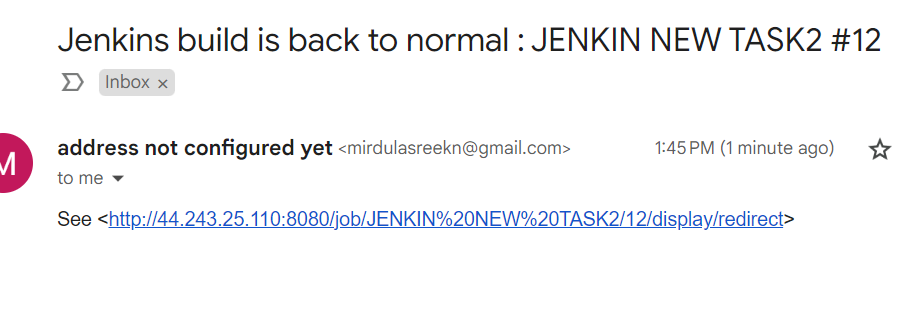 Jenkins build is back to normal : JENKIN NEW TASK2 #12
Inbox ×
M
address not configured yet <mirdulasreekn@gmail.com> 1:45 PM (1 minute ago)
to me
See <http://44.243.25.110:8080/job/JENKIN%20NEW%20TASK2/12/display/redirect>